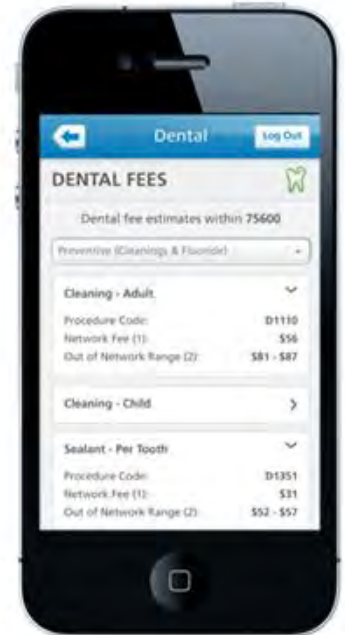 Dental
Log Out
DENTAL FEES
Dental fee estimates within 75600
Preventive (Cleanings & Fluoride)
Cleaning - Adult
Procedure Code: D1110
Network Fee (1): $56
Out of Network Range (2): $81 - $87
Cleaning - Child
Sealant - Per Tooth
Procedure Code: D1351
Network Fee (1): $31
Out of Network Range (2): $52 - $57